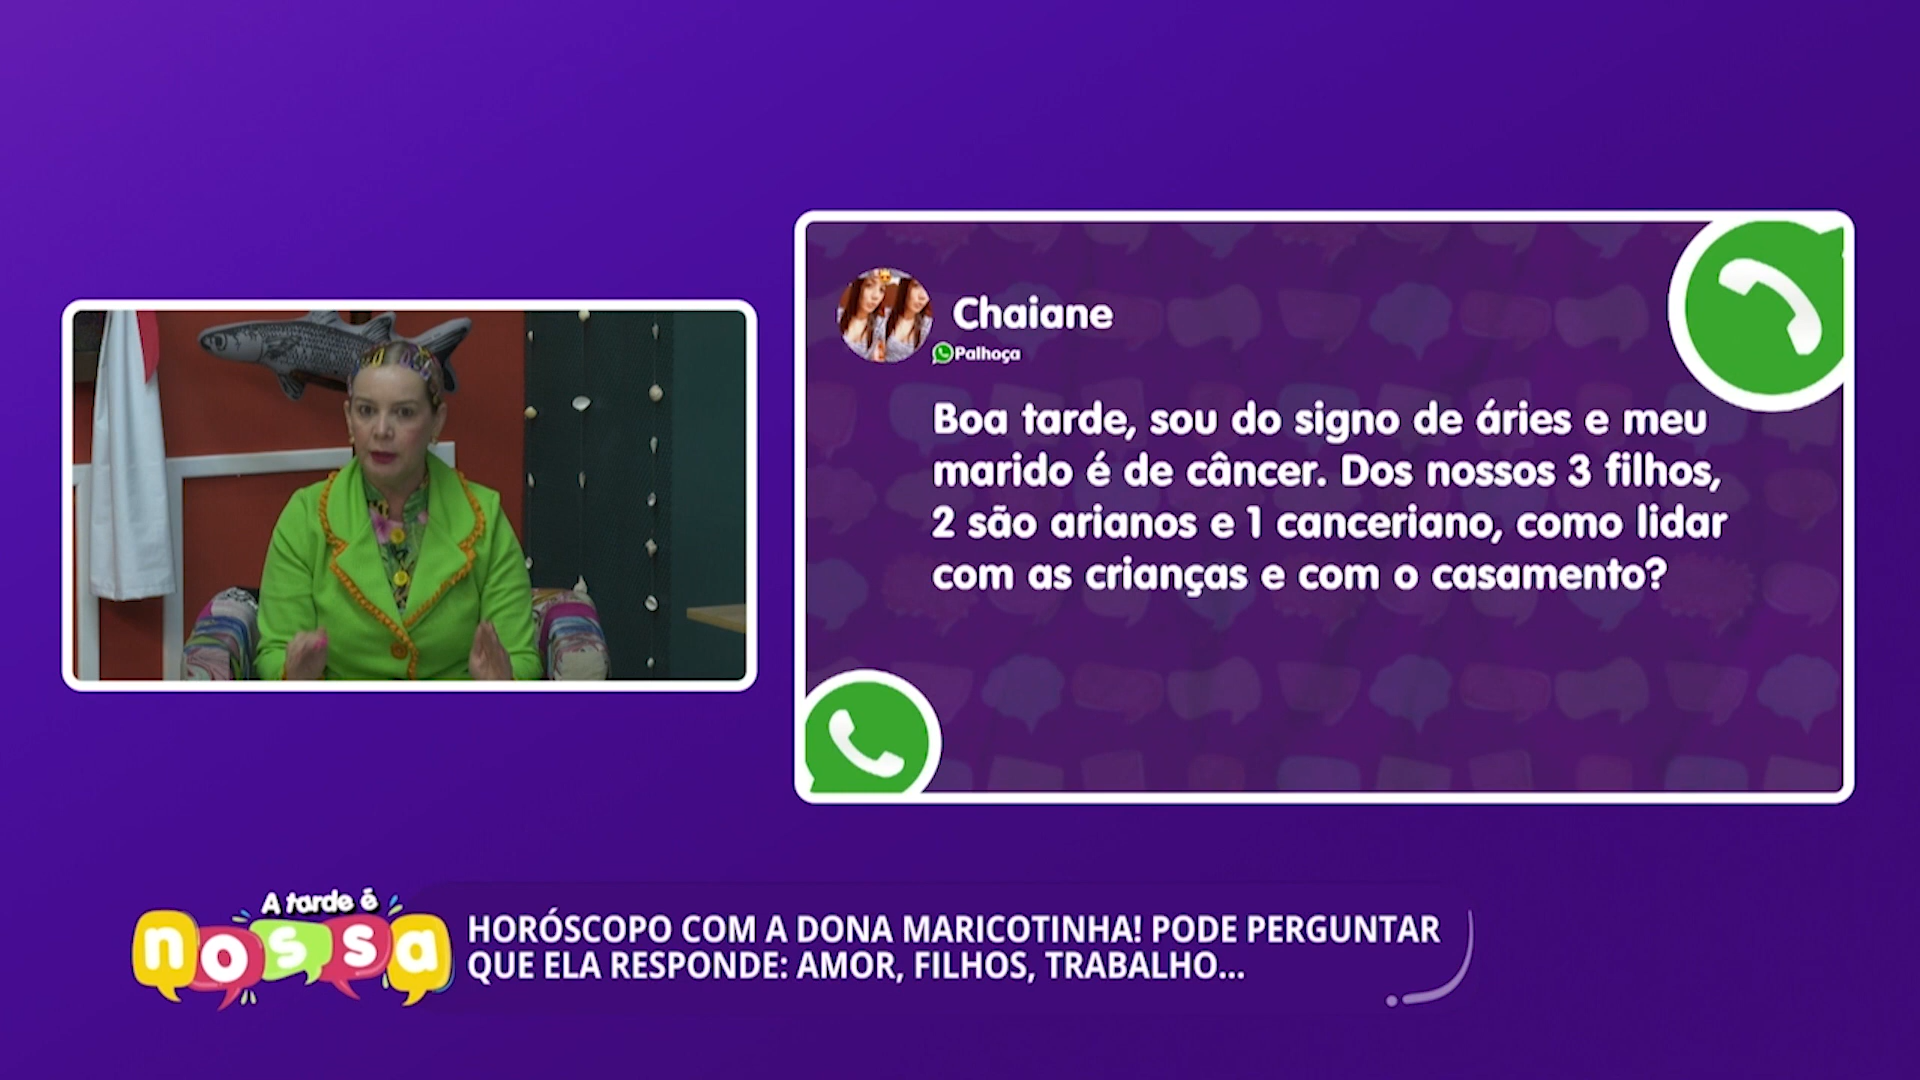 Chaiane
Palhoça
Boa tarde, sou do signo de áries e meu
marido é de câncer. Dos nossos 3 filhos,
2 são arianos e 1 canceriano, como lidar
com as crianças e com o casamento?
A tarde é
nossa
HORÓSCOPO COM A DONA MARICOTINHA! PODE PERGUNTAR
QUE ELA RESPONDE: AMOR, FILHOS, TRABALHO...